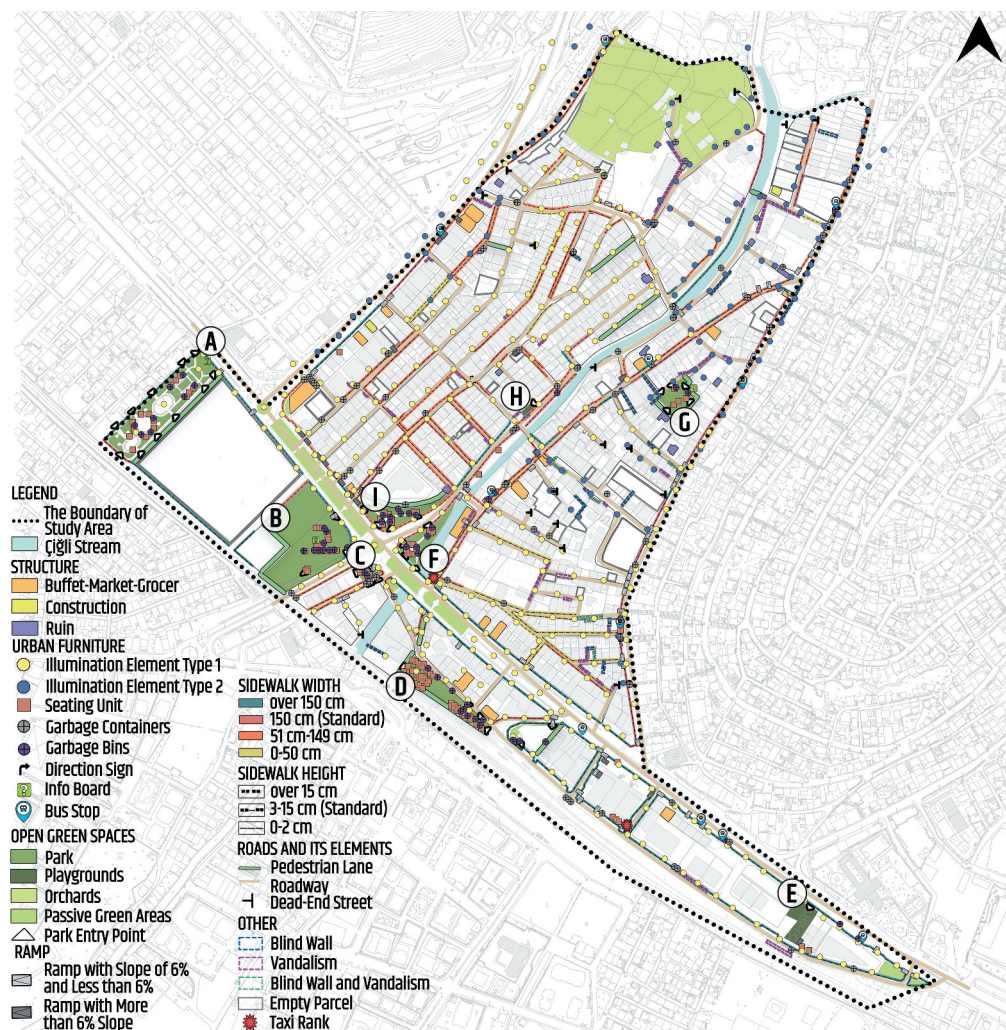 A
H
G
I
B
F
C
D
E
LEGEND
The Boundary of
Study Area
Çiğli Stream
STRUCTURE
Buffet-Market-Grocer
Construction
Ruin
URBAN FURNITURE
Illumination Element Type 1
Illumination Element Type 2
Seating Unit
Garbage Containers
Garbage Bins
Direction Sign
? Info Board
Bus Stop
OPEN GREEN SPACES
Park
Playgrounds
Orchards
Passive Green Areas
Park Entry Point
RAMP
Ramp with Slope of 6%
and Less than 6%
Ramp with More
than 6% Slope
SIDEWALK WIDTH
over 150 cm
150 cm (Standard)
51 cm-149 cm
0-50 cm
SIDEWALK HEIGHT
over 15 cm
3-15 cm (Standard)
0-2 cm
ROADS AND ITS ELEMENTS
Pedestrian Lane
Roadway
Dead-End Street
OTHER
Blind Wall
Vandalism
Blind Wall and Vandalism
Empty Parcel
Taxi Rank